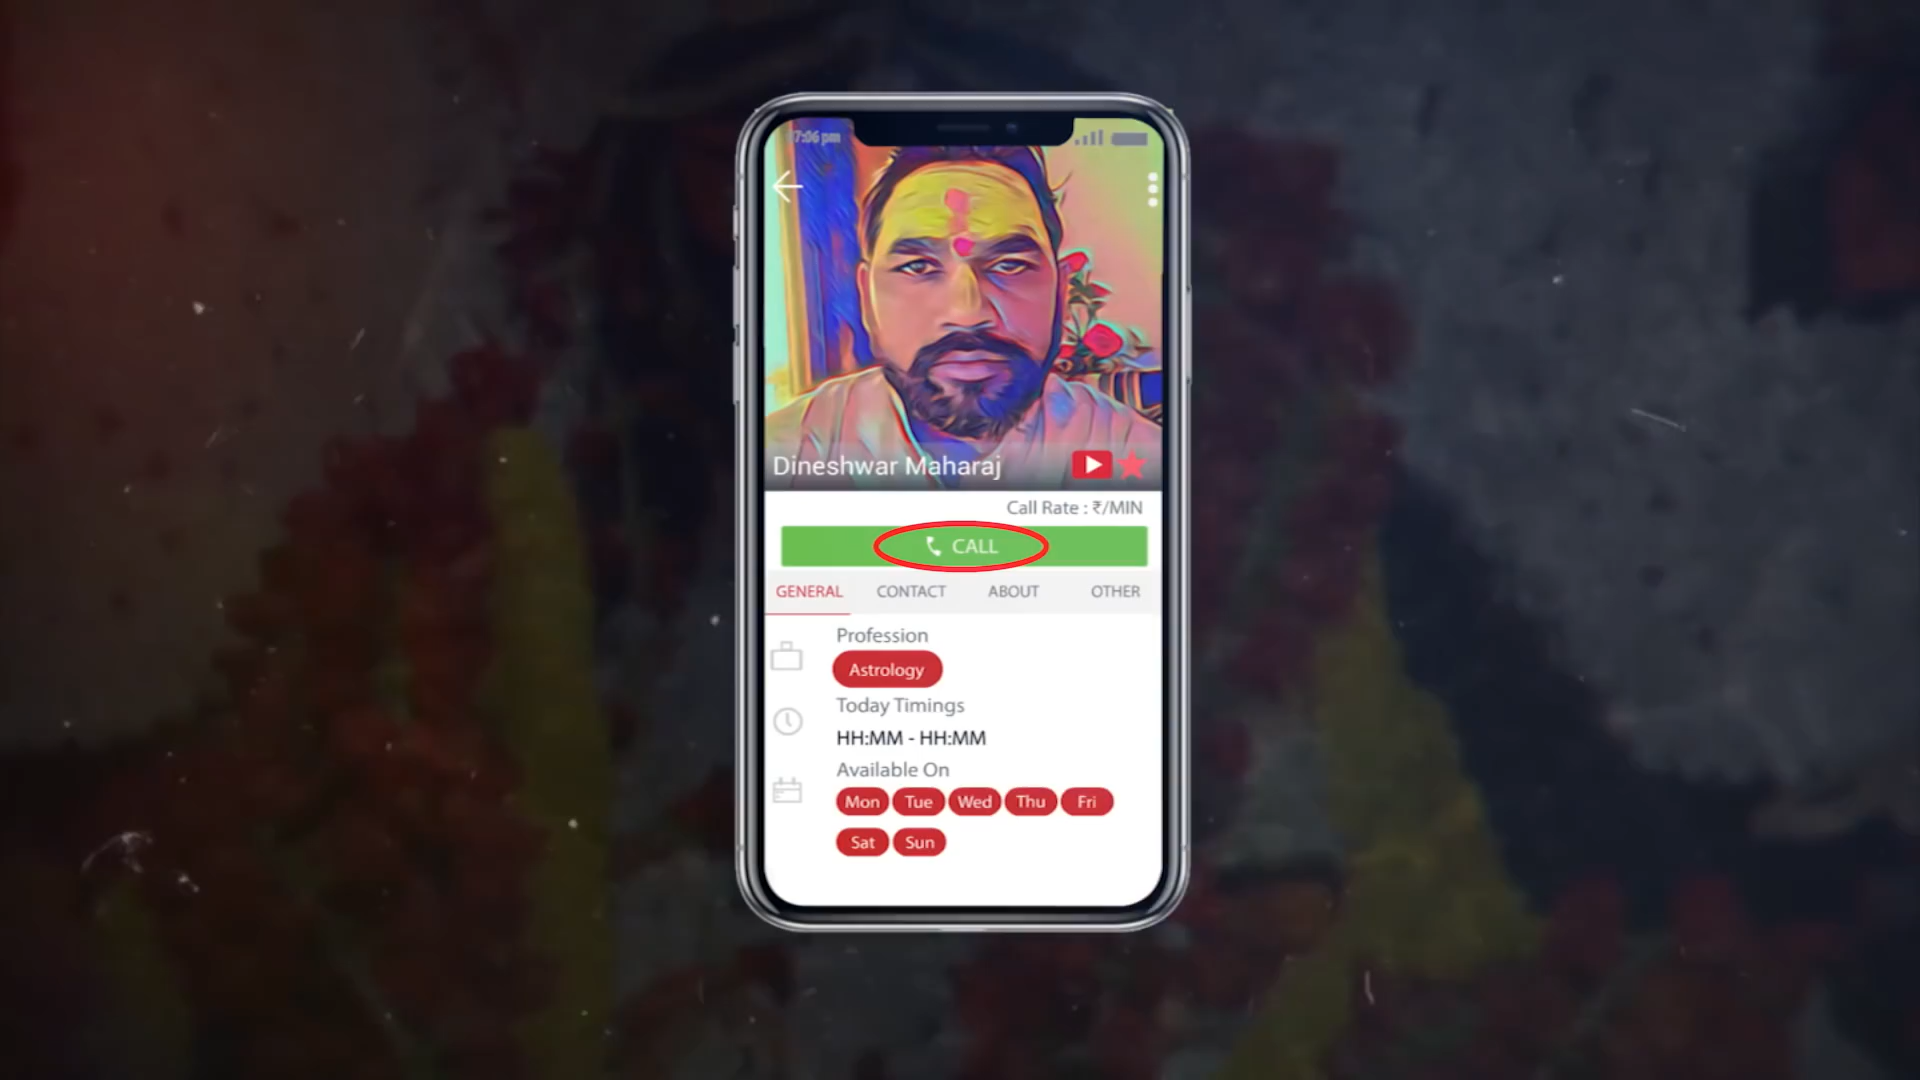 7:06 pm
Dineshwar Maharaj
Call Rate : ₹/MIN
CALL
GENERAL CONTACT ABOUT OTHER
Profession
Astrology
Today Timings
HH:MM - HH:MM
Available On
Mon Tue Wed Thu Fri
Sat Sun